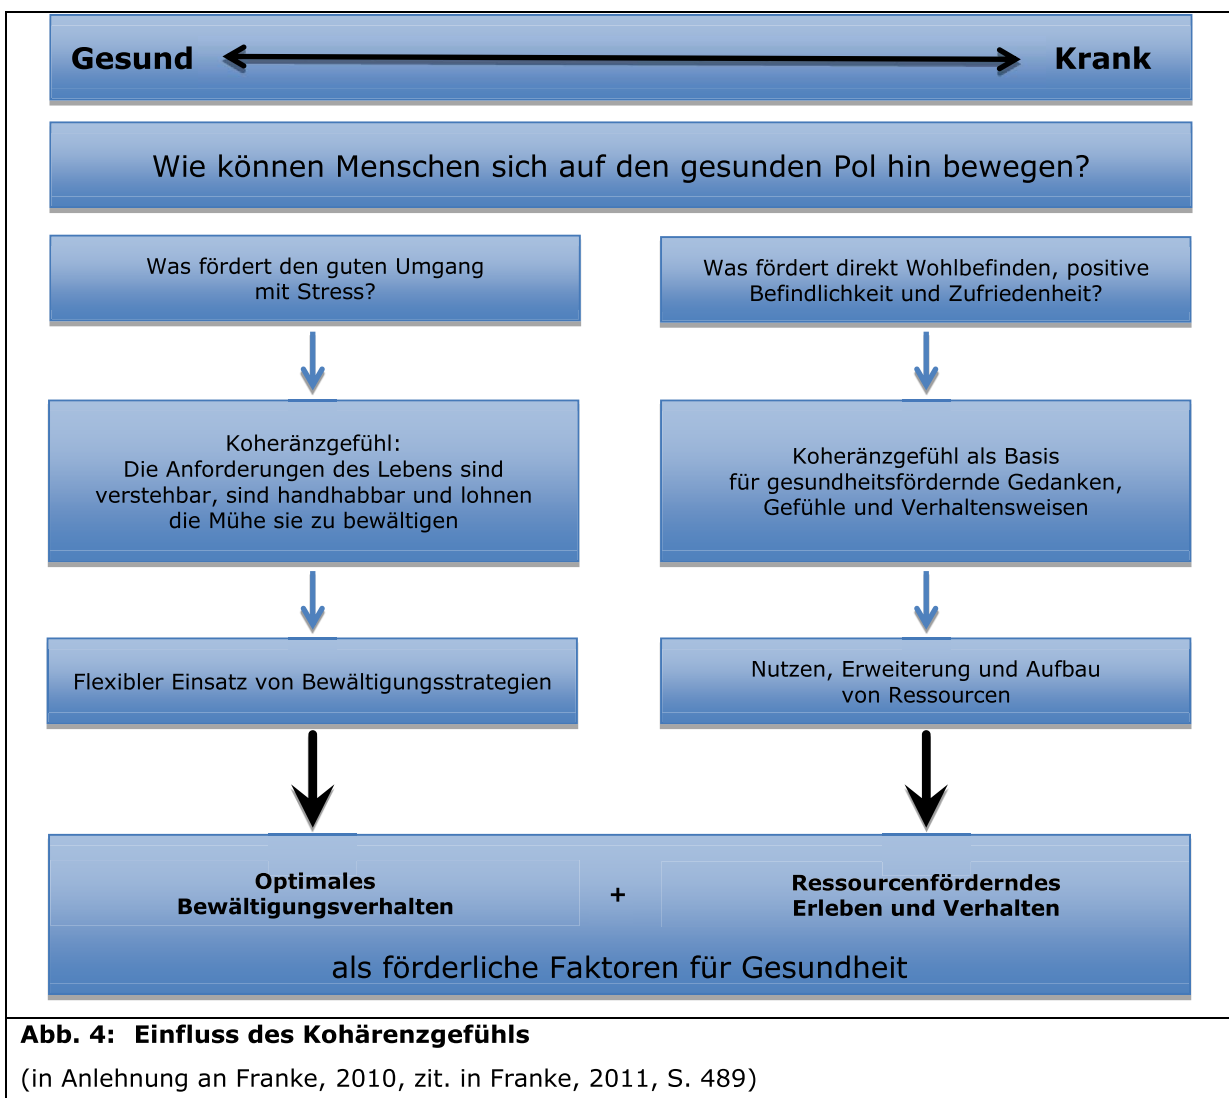 Gesund
Krank
Wie können Menschen sich auf den gesunden Pol hin bewegen?
Was fördert den guten Umgang
mit Stress?
Was fördert direkt Wohlbefinden, positive
Befindlichkeit und Zufriedenheit?
Koheränzgefühl:
Die Anforderungen des Lebens sind
verstehbar, sind handhabbar und lohnen
die Mühe sie zu bewältigen
Koheränzgefühl als Basis
für gesundheitsfördernde Gedanken,
Gefühle und Verhaltensweisen
Flexibler Einsatz von Bewältigungsstrategien
Nutzen, Erweiterung und Aufbau
von Ressourcen
Optimales
Bewältigungsverhalten
+
Ressourcenförderndes
Erleben und Verhalten
als förderliche Faktoren für Gesundheit
Abb. 4: Einfluss des Kohärenzgefühls
(in Anlehnung an Franke, 2010, zit. in Franke, 2011, S. 489)